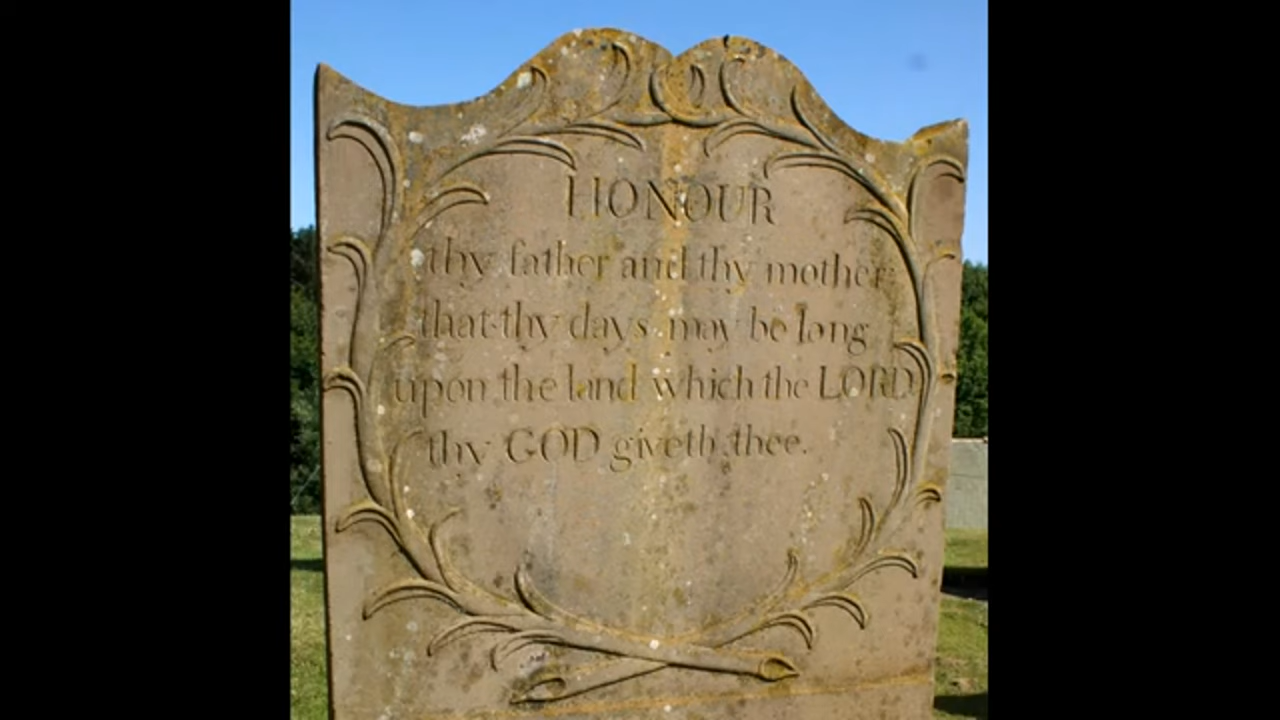 HONOUR
thy father and thy mother
that thy days may be long
upon the land which the LORD
thy GOD giveth thee.